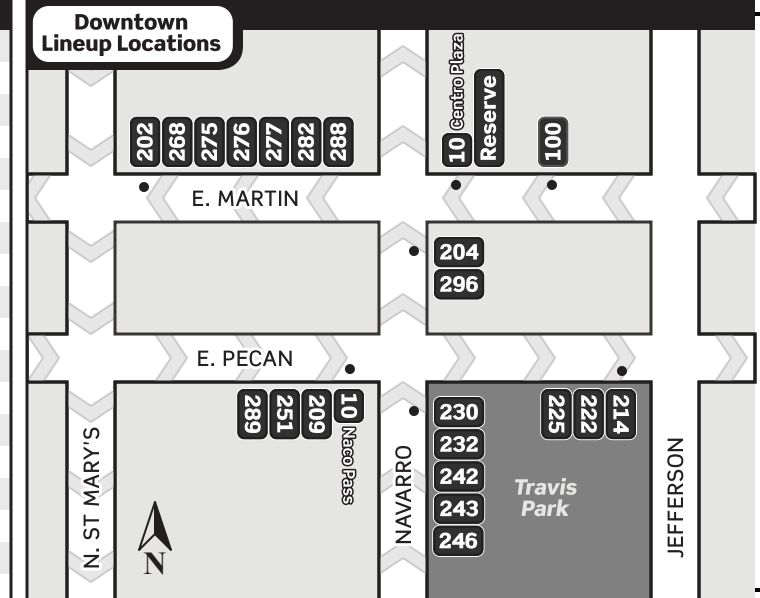 Downtown
Lineup Locations
202
268
275
276
277
282
288
10 Centro Plaza
Reserve
100
E. MARTIN
204
296
E. PECAN
289
251
209
10 Naco Pass
230
232
242
243
246
225
222
214
Travis
Park
N. ST MARY'S
NAVARRO
JEFFERSON
N